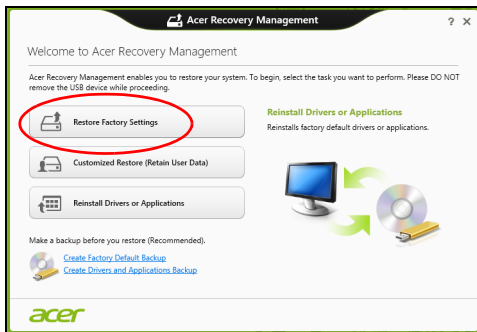 Acer Recovery Management
? ×
Welcome to Acer Recovery Management
Acer Recovery Management enables you to restore your system. To begin, select the task you want to perform. Please DO NOT
remove the USB device while proceeding.
Restore Factory Settings
Customized Restore (Retain User Data)
Reinstall Drivers or Applications
Reinstall Drivers or Applications
Reinstalls factory default drivers or applications.
Make a backup before you restore (Recommended).
Create Factory Default Backup
Create Drivers and Applications Backup
acer